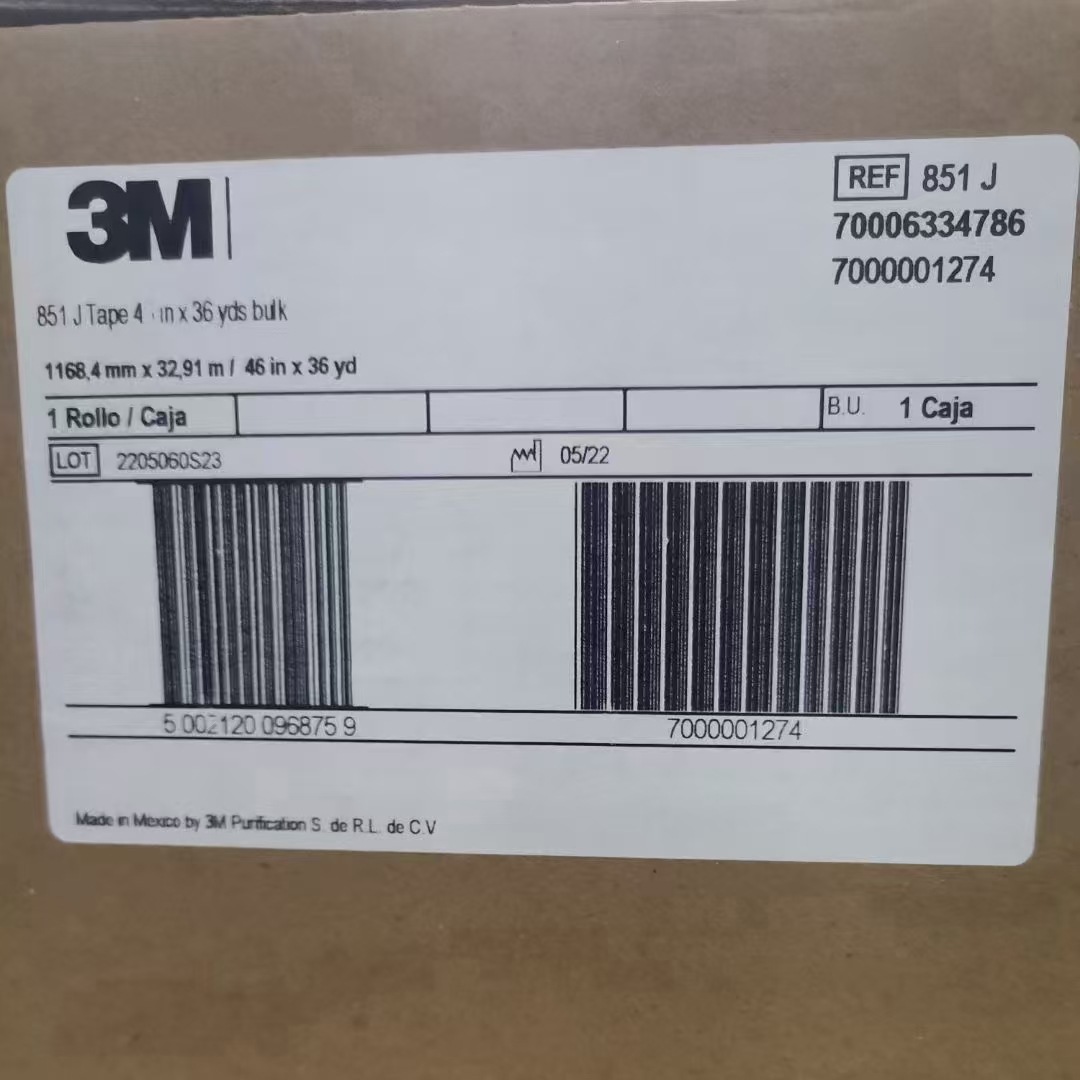 3M
REF 851 J
70006334786
7000001274
851 J Tape 4 in x 36 yds bulk
1168,4 mm x 32,91 m / 46 in x 36 yd
1 Rollo / Caja B.U. 1 Caja
LOT 2205060S23 05/22
5 002120 096875 9
7000001274
Made in Mexico by 3M Purification S. de R.L. de C.V